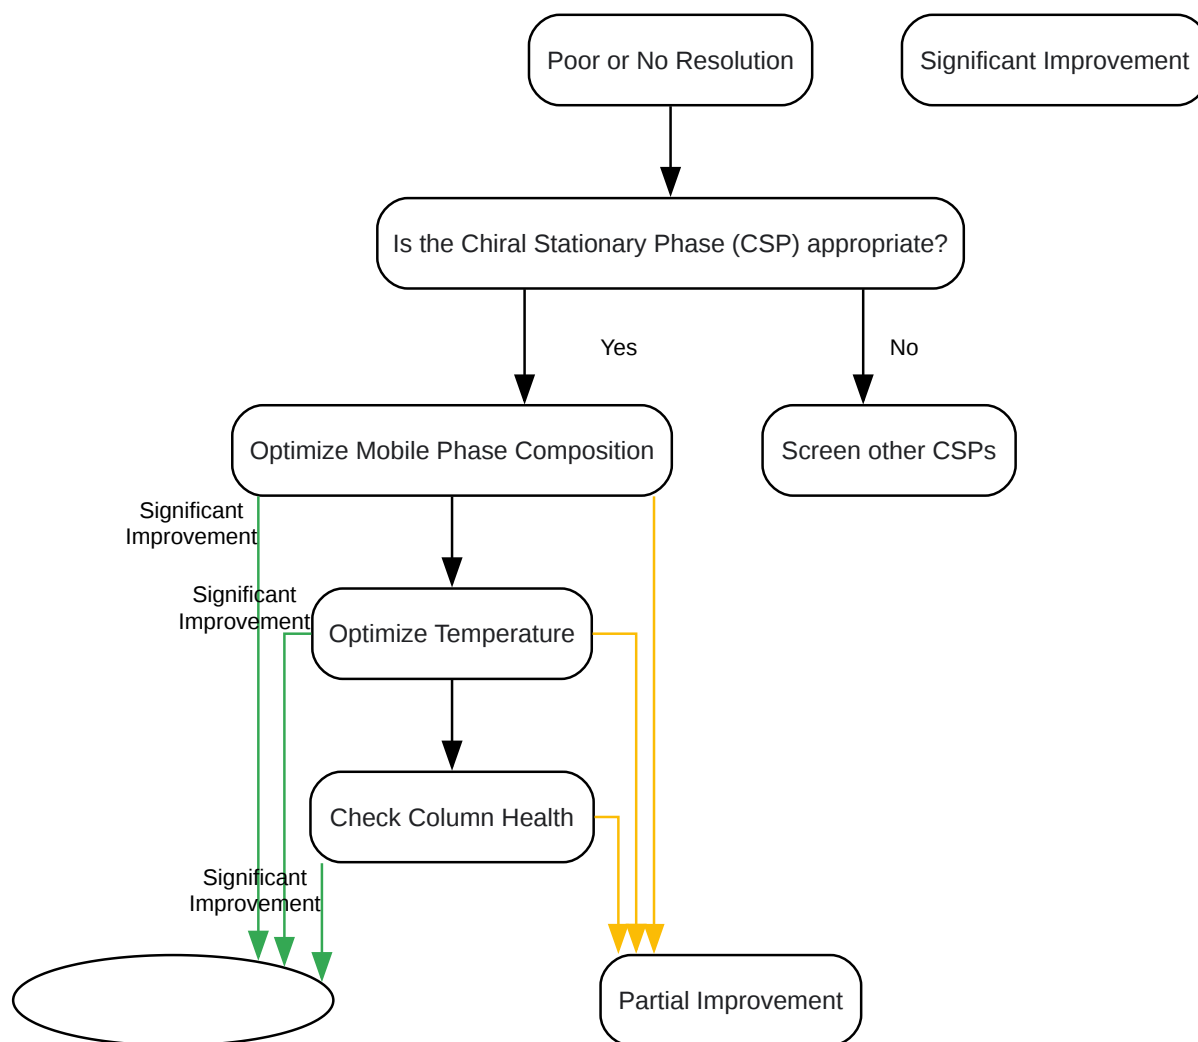 Poor or No Resolution
Significant Improvement
Is the Chiral Stationary Phase (CSP) appropriate?
Yes
No
Optimize Mobile Phase Composition
Screen other CSPs
Significant
Improvement
Significant
Improvement
Optimize Temperature
Check Column Health
Significant
Improvement
Partial Improvement